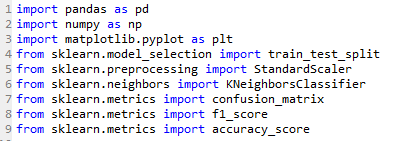 1 import pandas as pd
2 import numpy as np
3 import matplotlib.pyplot as plt
4 from sklearn.model_selection import train_test_split
5 from sklearn.preprocessing import StandardScaler
6 from sklearn.neighbors import KNeighborsClassifier
7 from sklearn.metrics import confusion_matrix
8 from sklearn.metrics import f1_score
9 from sklearn.metrics import accuracy_score